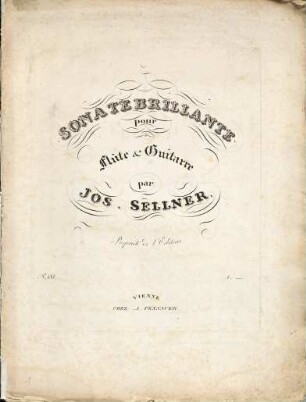 SONATE BRILLANTE
pour
Flûte & Guitarre
par
JOS. SELLNER.
Propriété de l'Editeur
VIENNE
CHEZ A. PENNAUER